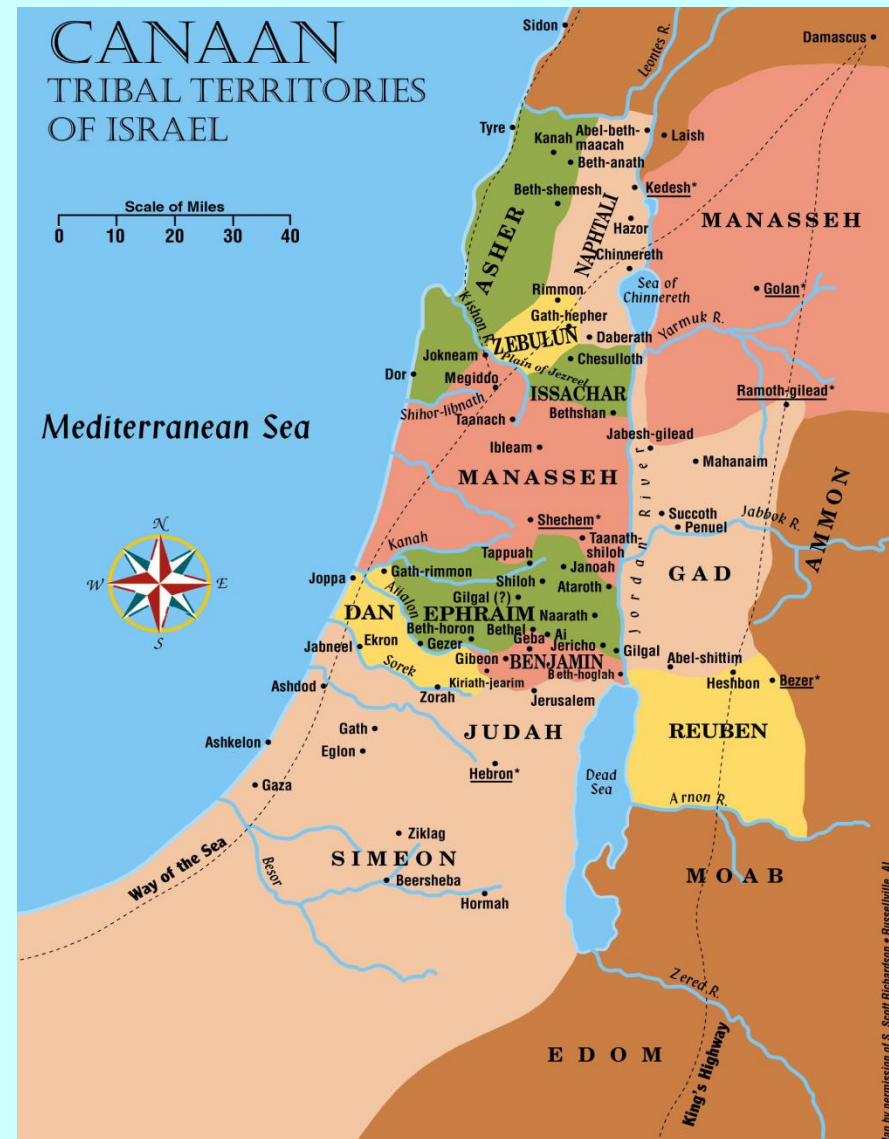 CANAAN
TRIBAL TERRITORIES
OF ISRAEL
Scale of Miles
0 10 20 30 40
Sidon
Leontes R.
Damascus
Tyre
Kanah
Abel-beth-
maacah
Laish
Beth-anath
Beth-shemesh
Kedesh*
ASHER
NAPHTALI
Hazor
MANASSEH
Chinnereth
Sea of
Chinnereth
Golan*
Rimmon
Kishon R.
Gath-hepher
ZEBULUN
Daberath
Yarmuk R.
Jokneam
Plain of Jezreel
Chesulloth
Dor
Megiddo
ISSACHAR
Ramoth-gilead*
Shihor-libnath
Taanach
Bethshan
Mediterranean Sea
Ibleam
Jabesh-gilead
Mahanaim
MANASSEH
Jordan River
AMMON
Shechem*
Succoth
Jabbok R.
Penuel
N
W
E
S
Kanah
Taanath-
shiloh
Tappuah
Janoah
GAD
Joppa
Gath-rimmon
Shiloh
Ataroth
Aijalon
Gilgal (?)
DAN
EPHRAIM
Naarath
Beth-horon
Bethel
Ai
Jabneel
Ekron
Gezer
Geba
Jericho
Gilgal
Gibeon
BENJAMIN
Abel-shittim
Sorek
Kiriath-jearim
Beth-hoglah
Heshbon
Bezer*
Ashdod
Zorah
Jerusalem
Gath
JUDAH
REUBEN
Ashkelon
Eglon
Hebron*
Dead
Sea
Gaza
Arnon R.
Ziklag
Way of the Sea
Besor
SIMEON
Beersheba
MOAB
Hormah
Zered R.
EDOM
King's Highway
by permission of S. Scott Richardson • Russellville, AL